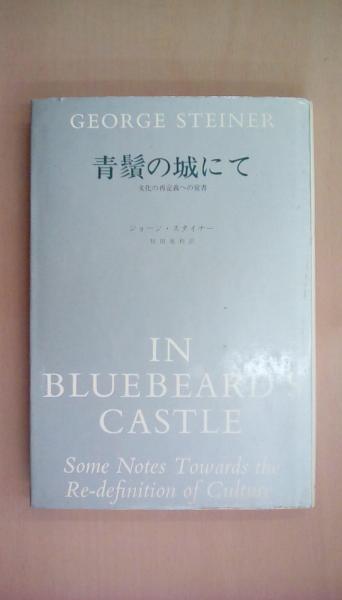 GEORGE STEINER
青鬚の城にて
文化の再定義への覚書
ジョージ・スタイナー
IN
BLUEBEARD'S
CASTLE
Some Notes Towards the
Re-definition of Culture